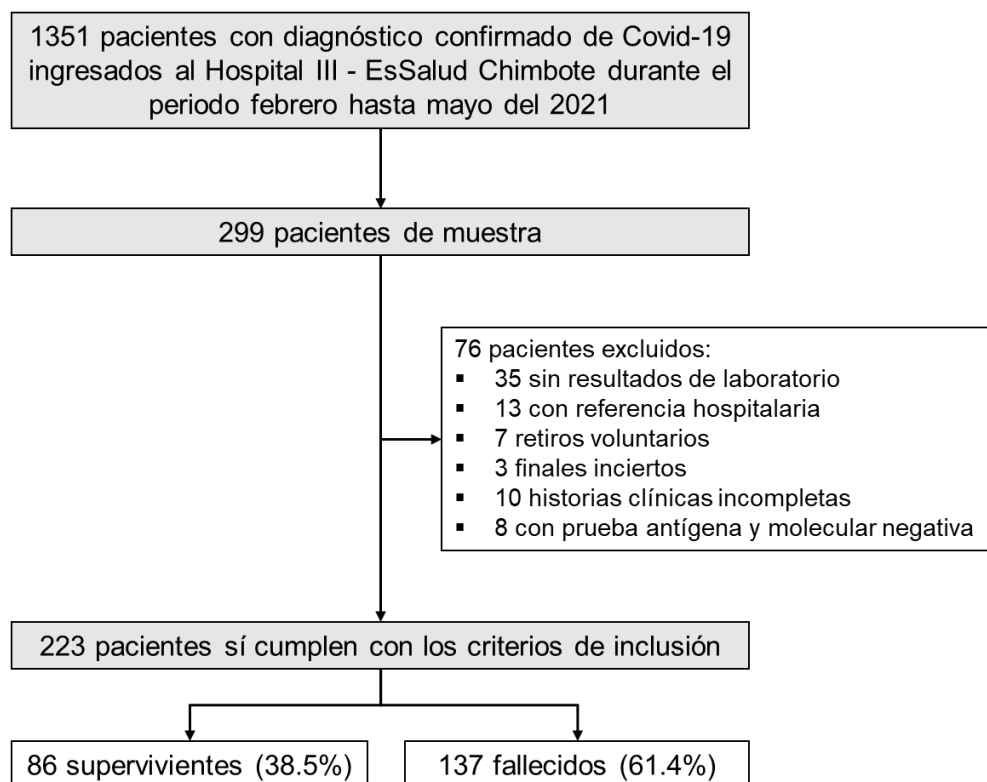 1351 pacientes con diagnóstico confirmado de Covid-19
ingresados al Hospital III - EsSalud Chimbote durante el
periodo febrero hasta mayo del 2021
299 pacientes de muestra
76 pacientes excluidos:
▪ 35 sin resultados de laboratorio
▪ 13 con referencia hospitalaria
▪ 7 retiros voluntarios
▪ 3 finales inciertos
▪ 10 historias clínicas incompletas
▪ 8 con prueba antígena y molecular negativa
223 pacientes sí cumplen con los criterios de inclusión
86 supervivientes (38.5%)
137 fallecidos (61.4%)